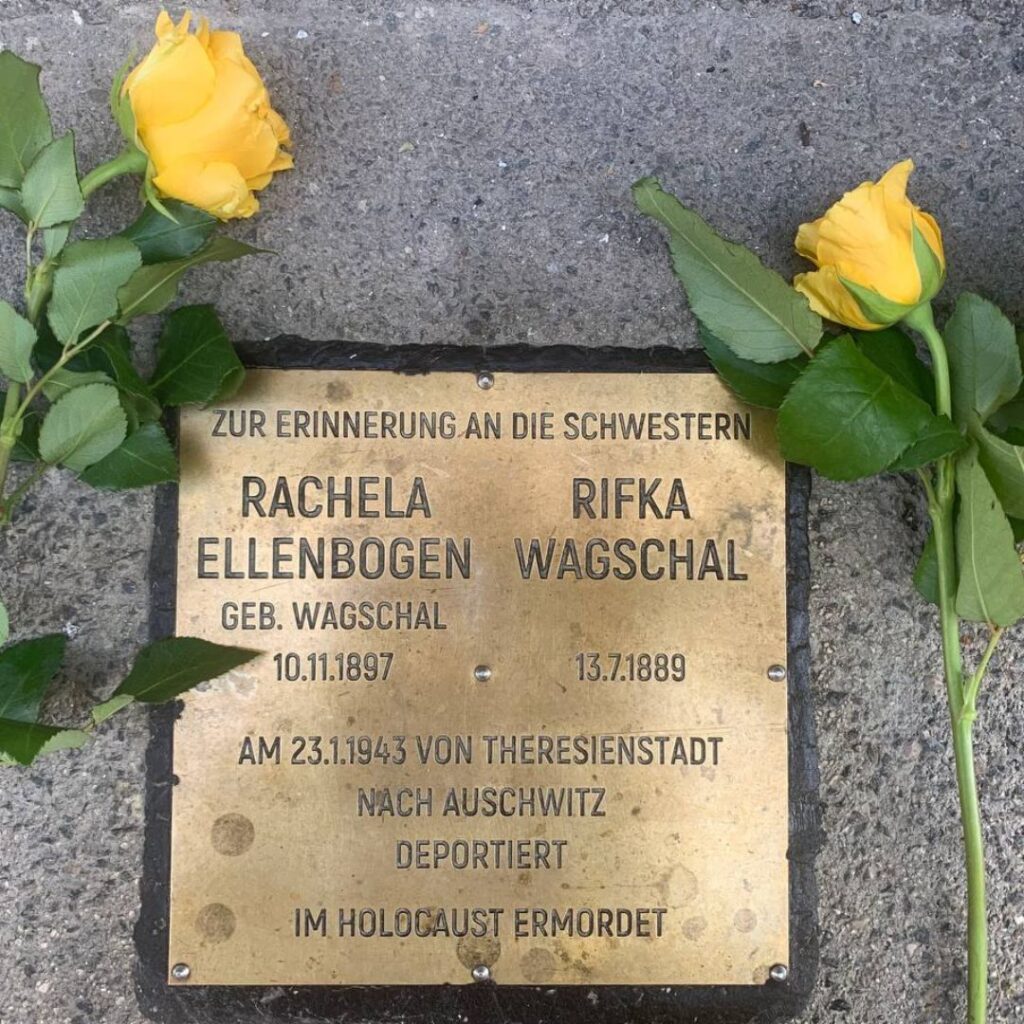 ZUR ERINNERUNG AN DIE SCHWESTERN
RACHELA
ELLENBOGEN
GEB. WAGSCHAL
10.11.1897
RIFKA
WAGSCHAL
13.7.1889
AM 23.1.1943 VON THERESIENSTADT
NACH AUSCHWITZ
DEPORTIERT
IM HOLOCAUST ERMORDET